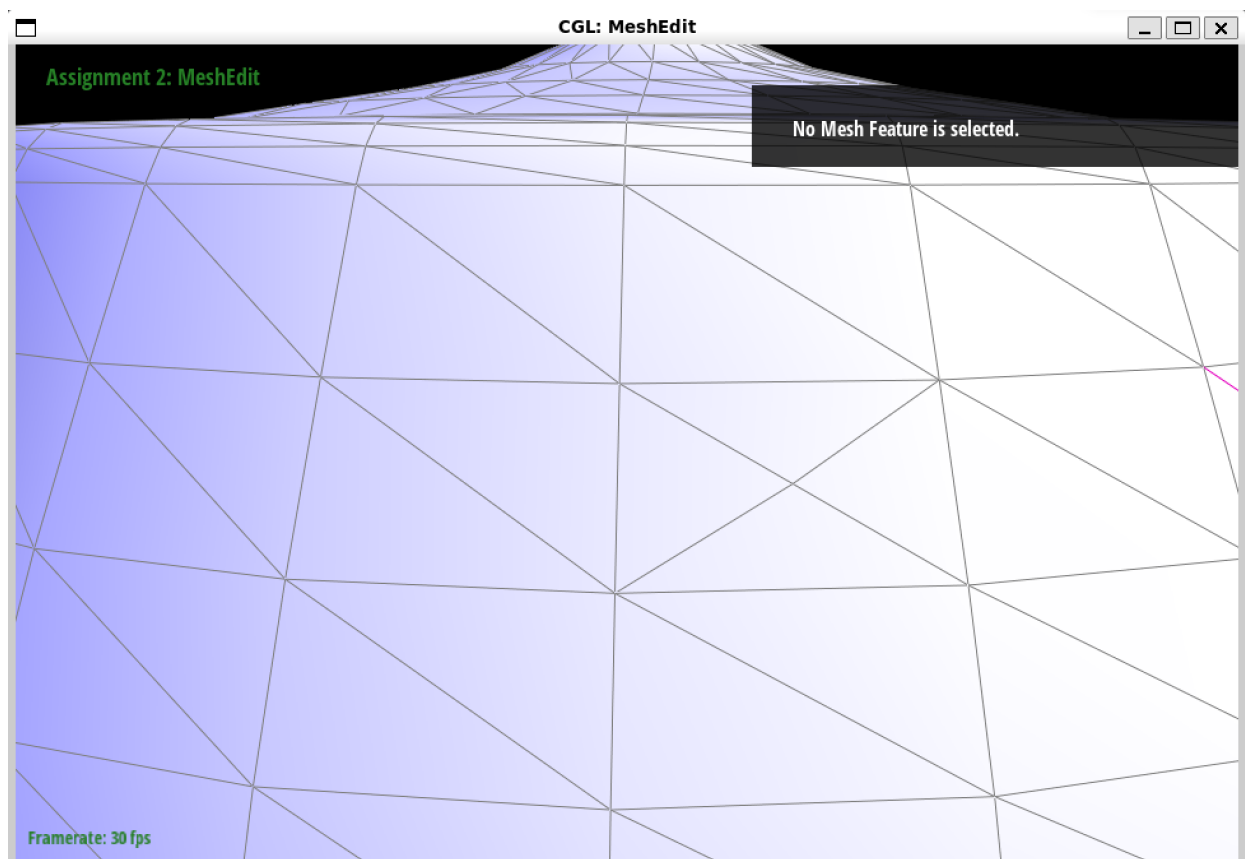 CGL: MeshEdit
Assignment 2: MeshEdit
No Mesh Feature is selected.
Framerate: 30 fps